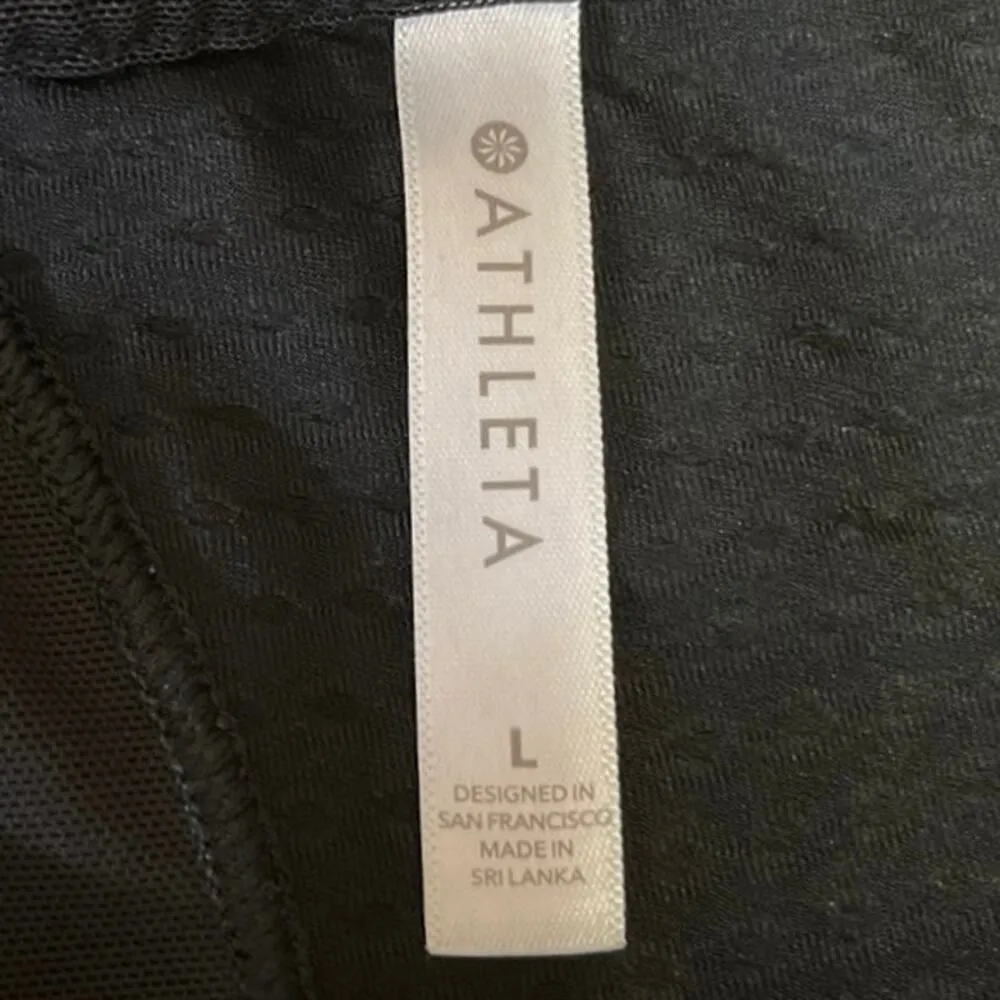 ATHLETA
L
DESIGNED IN
SAN FRANCISCO
MADE IN
SRI LANKA